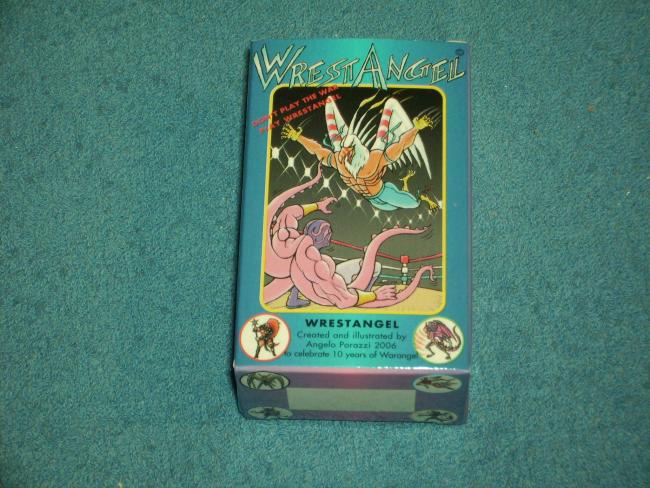 WRESTANGEL
DON'T PLAY THE WAR
PLAY WRESTANGEL
WRESTANGEL
Created and illustrated by
Angelo Porazzi 2006
to celebrate 10 years of Warangel